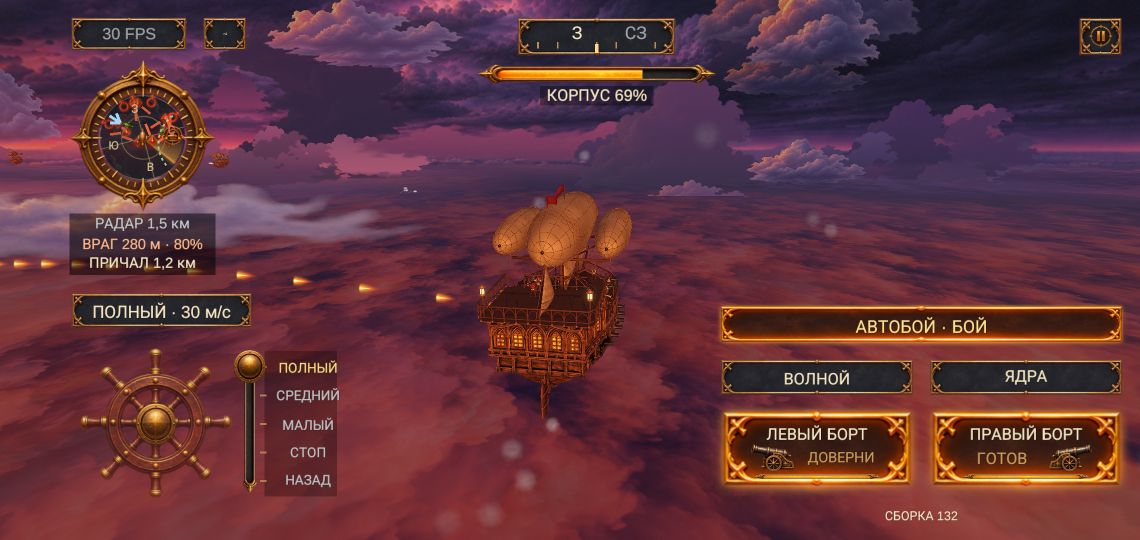 30 FPS
З СЗ
КОРПУС 69%
З
Ю
В
РАДАР 1,5 км
ВРАГ 280 м · 80%
ПРИЧАЛ 1,2 км
ПОЛНЫЙ · 30 м/с
ПОЛНЫЙ
СРЕДНИЙ
МАЛЫЙ
СТОП
НАЗАД
АВТОБОЙ · БОЙ
ВОЛНОЙ
ЯДРА
ЛЕВЫЙ БОРТ
ДОВЕРНИ
ПРАВЫЙ БОРТ
ГОТОВ
СБОРКА 132